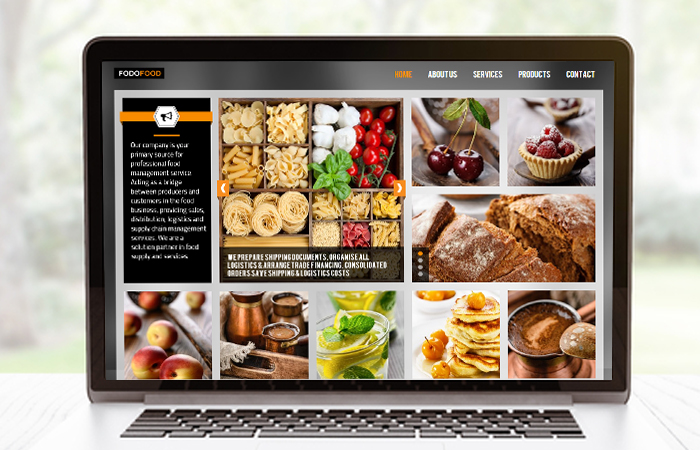 FODOFOOD
HOME ABOUT US SERVICES PRODUCTS CONTACT
Our company is your
primary source for
professional food
management service.
Acting as a bridge
between producers and
customers in the food
business, providing sales,
distribution, logistics and
supply chain management
services. We are a
solution partner in food
supply and services.
WE PREPARE SHIPPING DOCUMENTS, ORGANISE ALL
LOGISTICS & ARRANGE TRADE FINANCING. CONSOLIDATED
ORDERS SAVE SHIPPING & LOGISTICS COSTS